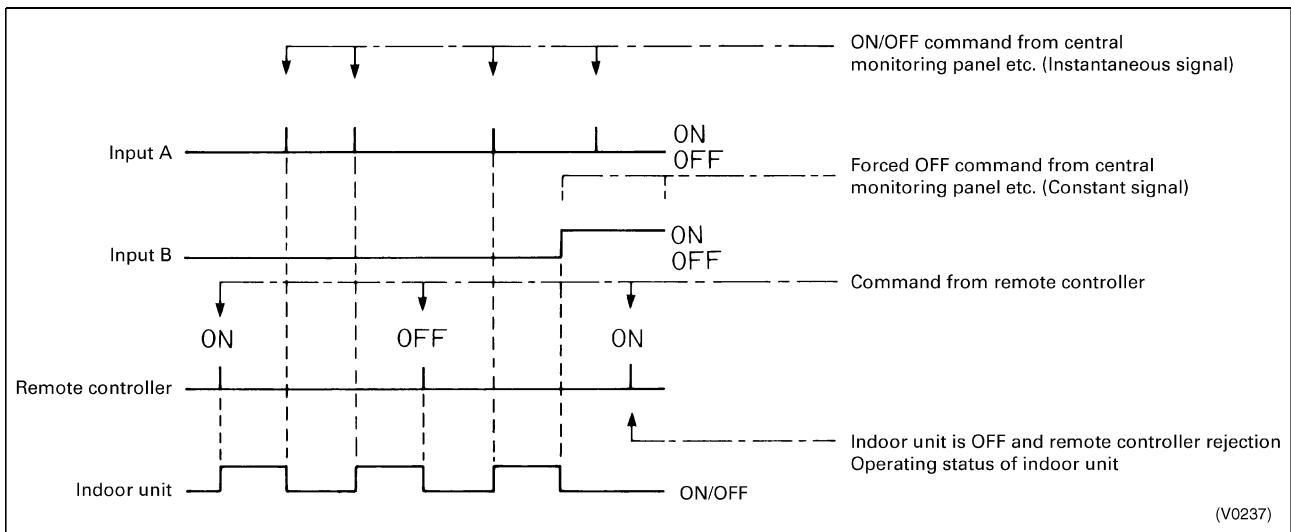 ON/OFF command from central
monitoring panel etc. (Instantaneous signal)
Input A
ON
OFF
Forced OFF command from central
monitoring panel etc. (Constant signal)
Input B
ON
OFF
Command from remote controller
ON
OFF
ON
Remote controller
Indoor unit is OFF and remote controller rejection
Operating status of indoor unit
Indoor unit
ON/OFF
(V0237)